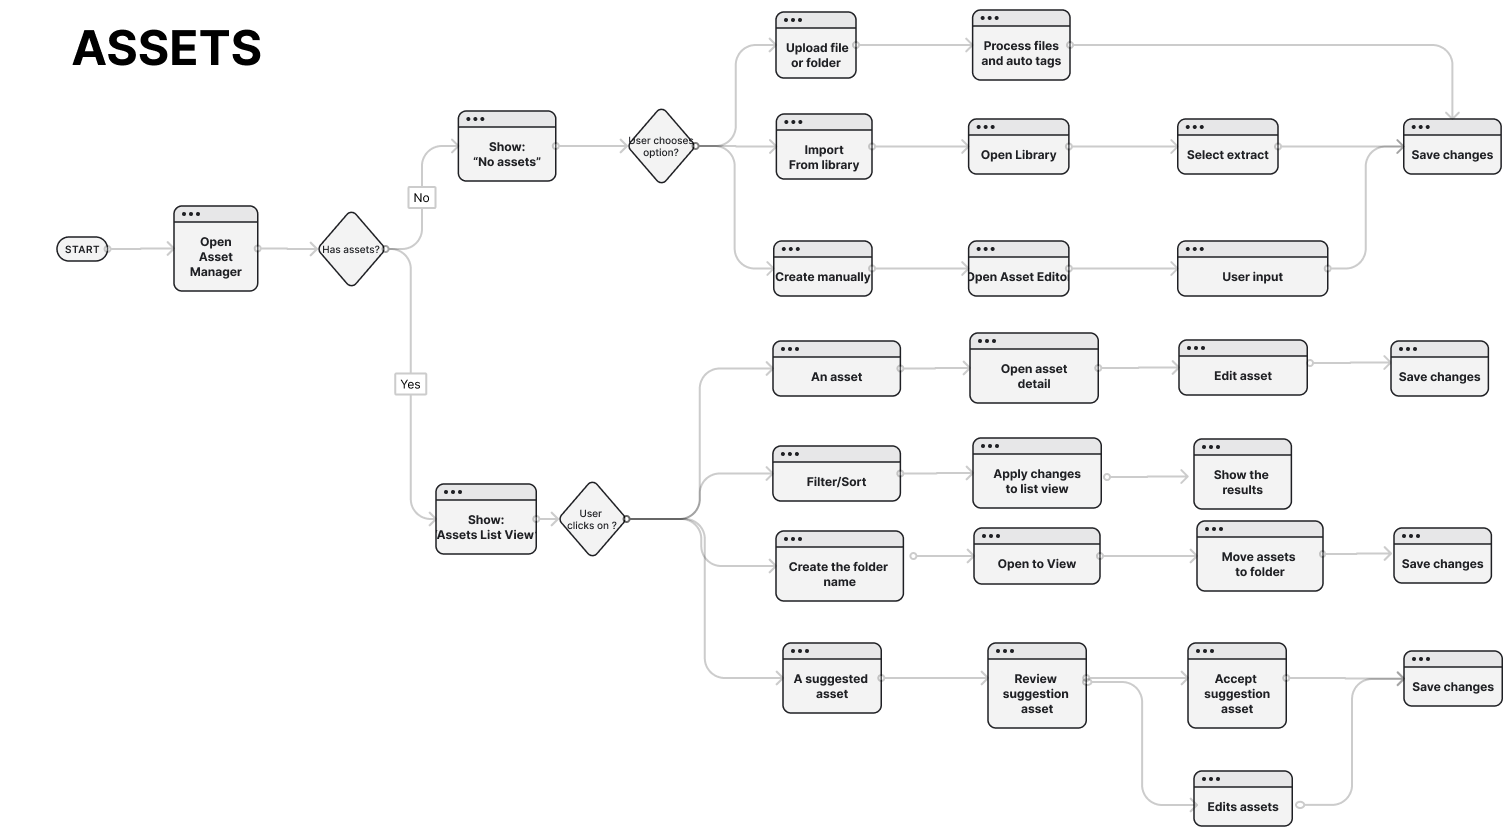 ASSETS
START
Open
Asset
Manager
Has assets?
No
Yes
Show:
“No assets”
User chooses
option?
Upload file
or folder
Process files
and auto tags
Import
From library
Open Library
Select extract
Save changes
Create manually
Open Asset Editor
User input
Show:
Assets List View
User
clicks on ?
An asset
Open asset
detail
Edit asset
Save changes
Filter/Sort
Apply changes
to list view
Show the
results
Create the folder
name
Open to View
Move assets
to folder
Save changes
A suggested
asset
Review
suggestion
asset
Accept
suggestion
asset
Save changes
Edits assets